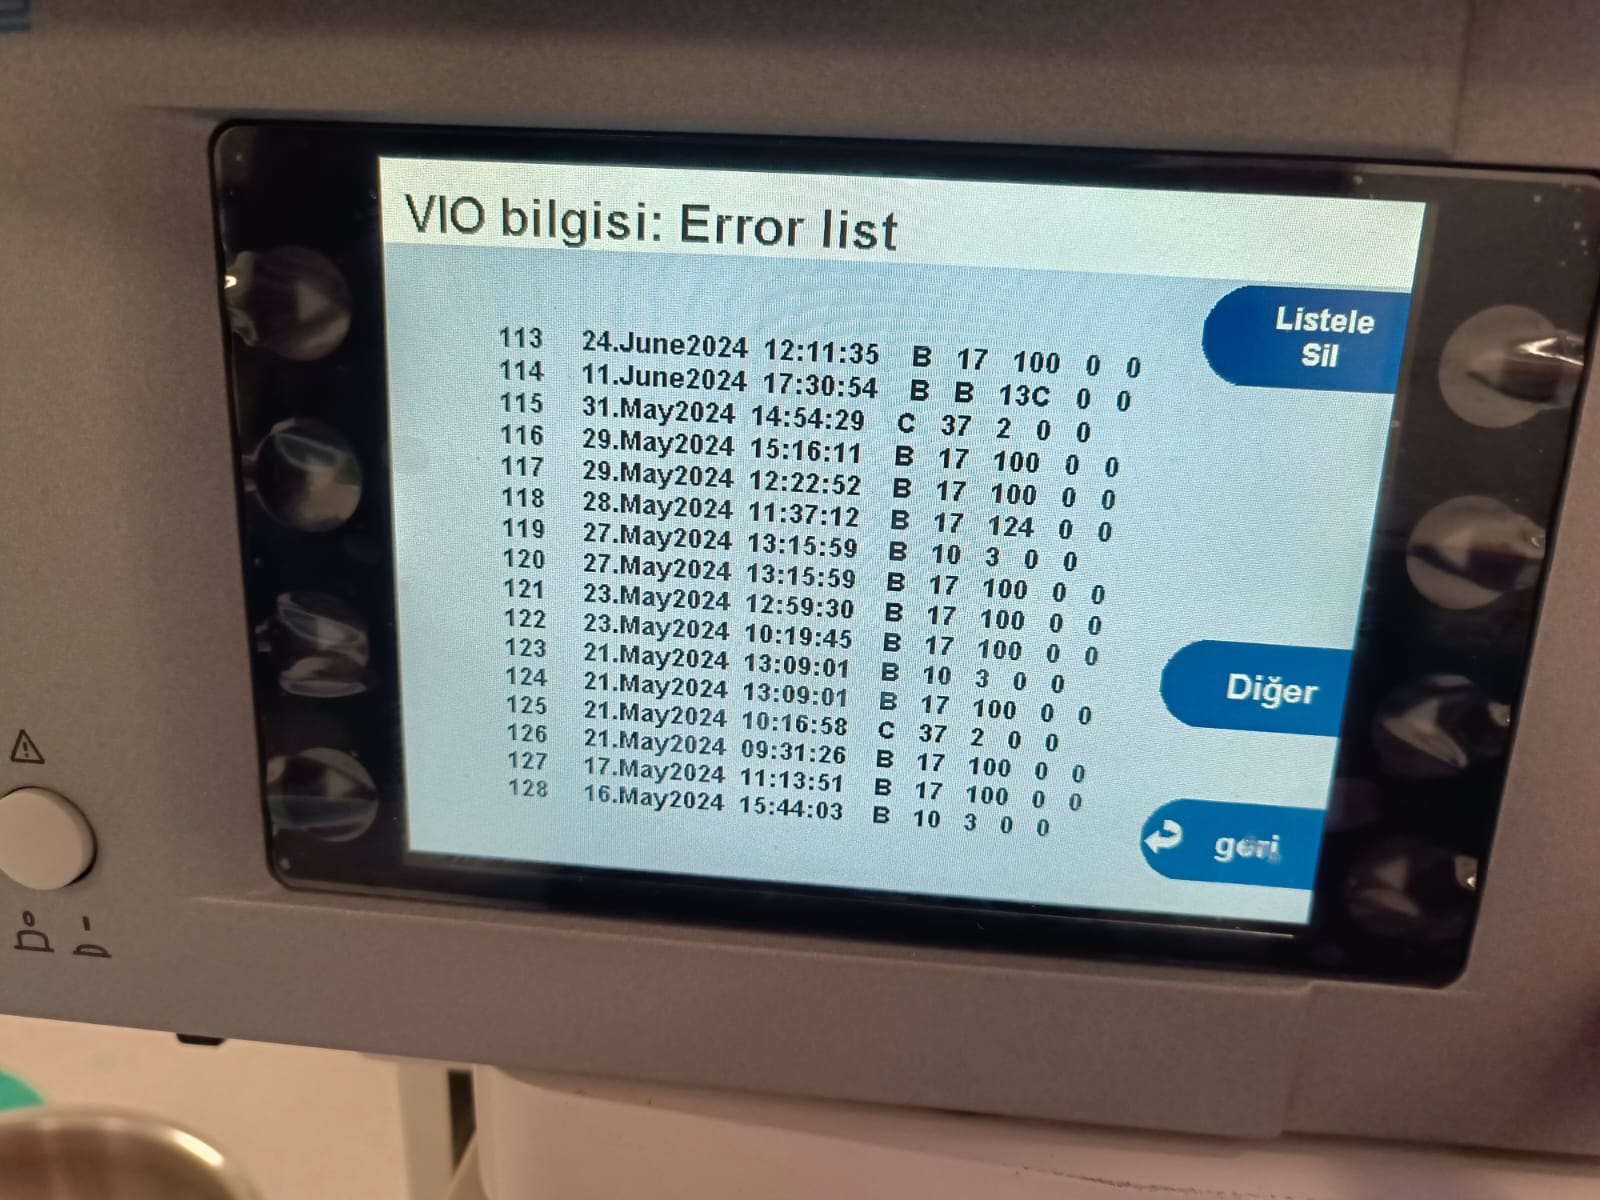 VIO bilgisi: Error list
113 24.June2024 12:11:35 B 17 100 0 0
114 11.June2024 17:30:54 B B 13C 0 0
115 31.May2024 14:54:29 C 37 2 0 0
116 29.May2024 15:16:11 B 17 100 0 0
117 29.May2024 12:22:52 B 17 100 0 0
118 28.May2024 11:37:12 B 17 124 0 0
119 27.May2024 13:15:59 B 10 3 0 0
120 27.May2024 13:15:59 B 17 100 0 0
121 23.May2024 12:59:30 B 17 100 0 0
122 23.May2024 10:19:45 B 17 100 0 0
123 21.May2024 13:09:01 B 10 3 0 0
124 21.May2024 13:09:01 B 17 100 0 0
125 21.May2024 10:16:58 C 37 2 0 0
126 21.May2024 09:31:26 B 17 100 0 0
127 17.May2024 11:13:51 B 17 100 0 0
128 16.May2024 15:44:03 B 10 3 0 0
Listele
Sil
Diğer
geri